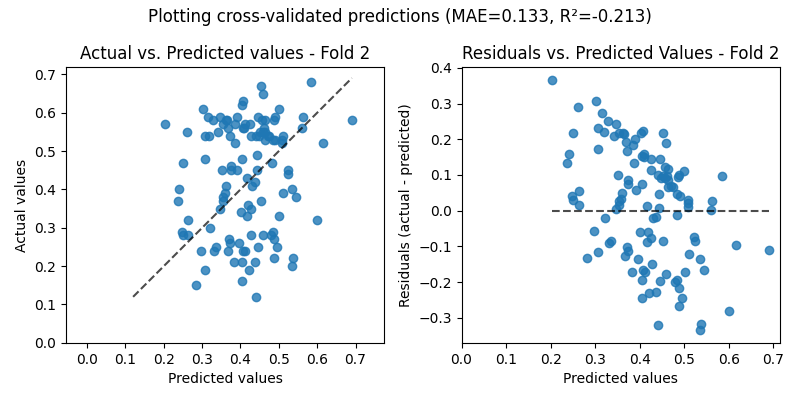 Plotting cross-validated predictions (MAE=0.133, R²=-0.213)
Actual vs. Predicted values - Fold 2
Actual values
0.7
0.6
0.5
0.4
0.3
0.2
0.1
0.0
0.0 0.1 0.2 0.3 0.4 0.5 0.6 0.7
Predicted values
Residuals vs. Predicted Values - Fold 2
Residuals (actual - predicted)
0.4
0.3
0.2
0.1
0.0
−0.1
−0.2
−0.3
0.0 0.1 0.2 0.3 0.4 0.5 0.6 0.7
Predicted values